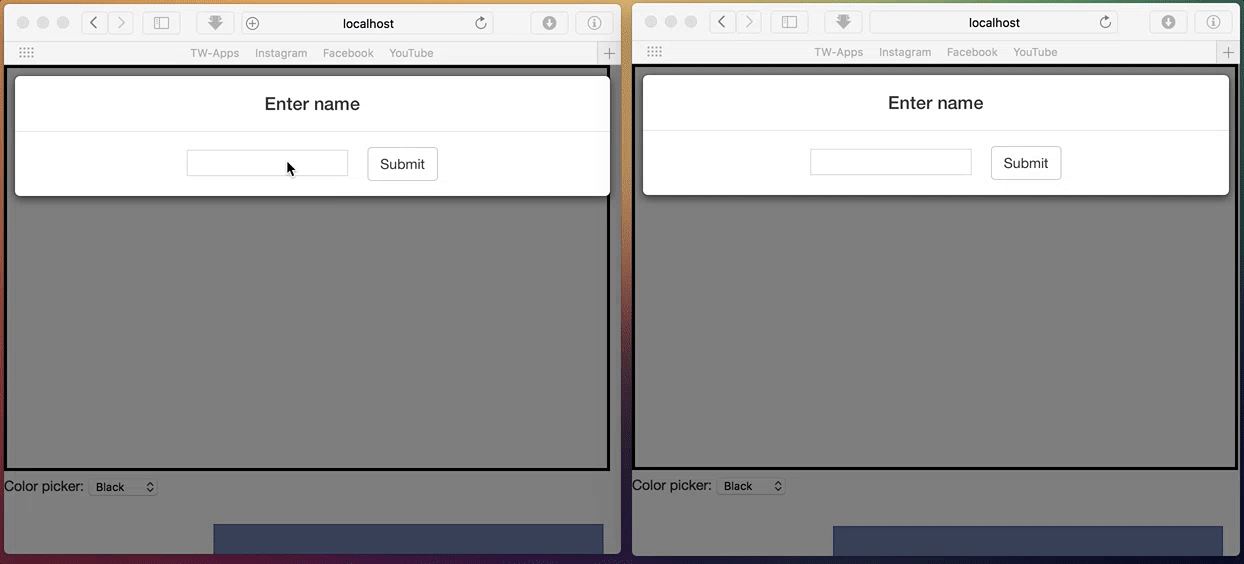 localhost
TW-Apps Instagram Facebook YouTube
Enter name
Submit
Color picker: Black
localhost
TW-Apps Instagram Facebook YouTube
Enter name
Submit
Color picker: Black